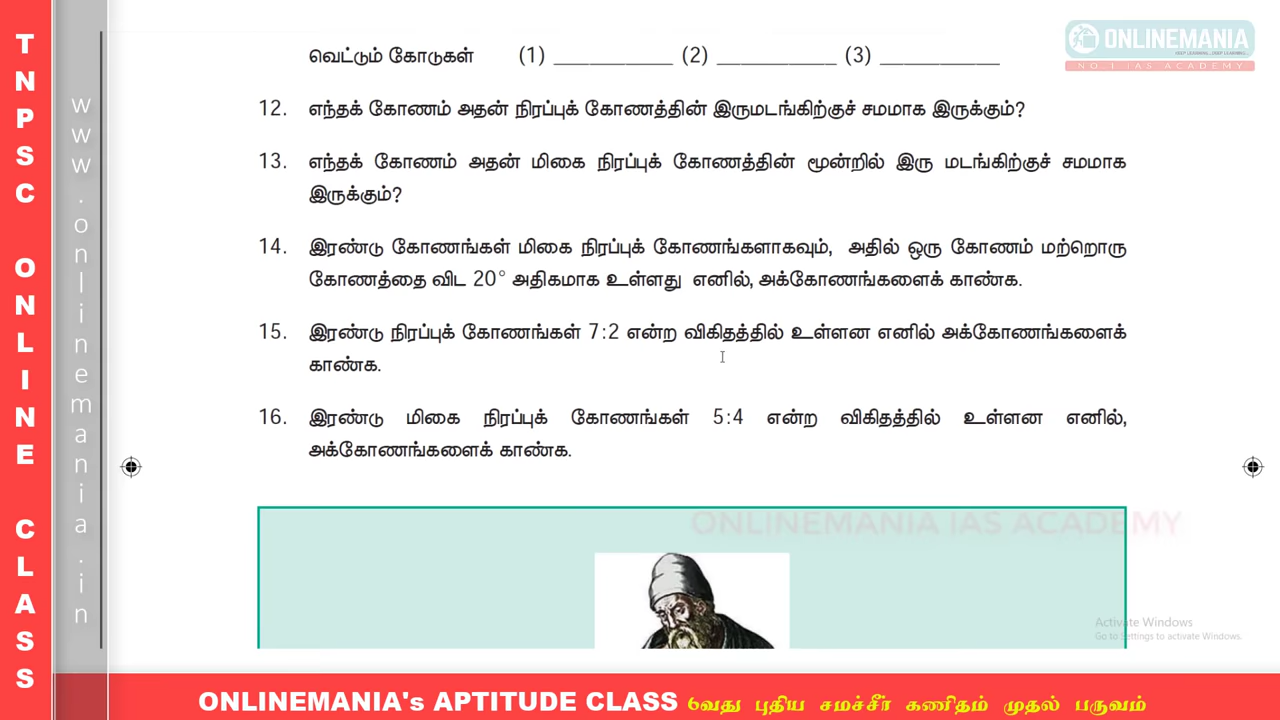 TNPSC ONLINE CLASS
www.onlinemania.in
ONLINEMANIA
DEEP LEARNING... DEEP LEARNING...
NO.1 IAS ACADEMY
வெட்டும் கோடுகள் (1) ____________ (2) ____________ (3) ____________
12. எந்தக் கோணம் அதன் நிரப்புக் கோணத்தின் இருமடங்கிற்குச் சமமாக இருக்கும்?
13. எந்தக் கோணம் அதன் மிகை நிரப்புக் கோணத்தின் மூன்றில் இரு மடங்கிற்குச் சமமாக
இருக்கும்?
14. இரண்டு கோணங்கள் மிகை நிரப்புக் கோணங்களாகவும், அதில் ஒரு கோணம் மற்றொரு
கோணத்தை விட 20° அதிகமாக உள்ளது எனில், அக்கோணங்களைக் காண்க.
15. இரண்டு நிரப்புக் கோணங்கள் 7:2 என்ற விகிதத்தில் உள்ளன எனில் அக்கோணங்களைக்
காண்க.
16. இரண்டு மிகை நிரப்புக் கோணங்கள் 5:4 என்ற விகிதத்தில் உள்ளன எனில்,
அக்கோணங்களைக் காண்க.
ONLINEMANIA IAS ACADEMY
Activate Windows
Go to Settings to activate Windows.
ONLINEMANIA's APTITUDE CLASS 6வது புதிய சமச்சீர் கணிதம் முதல் பருவம்